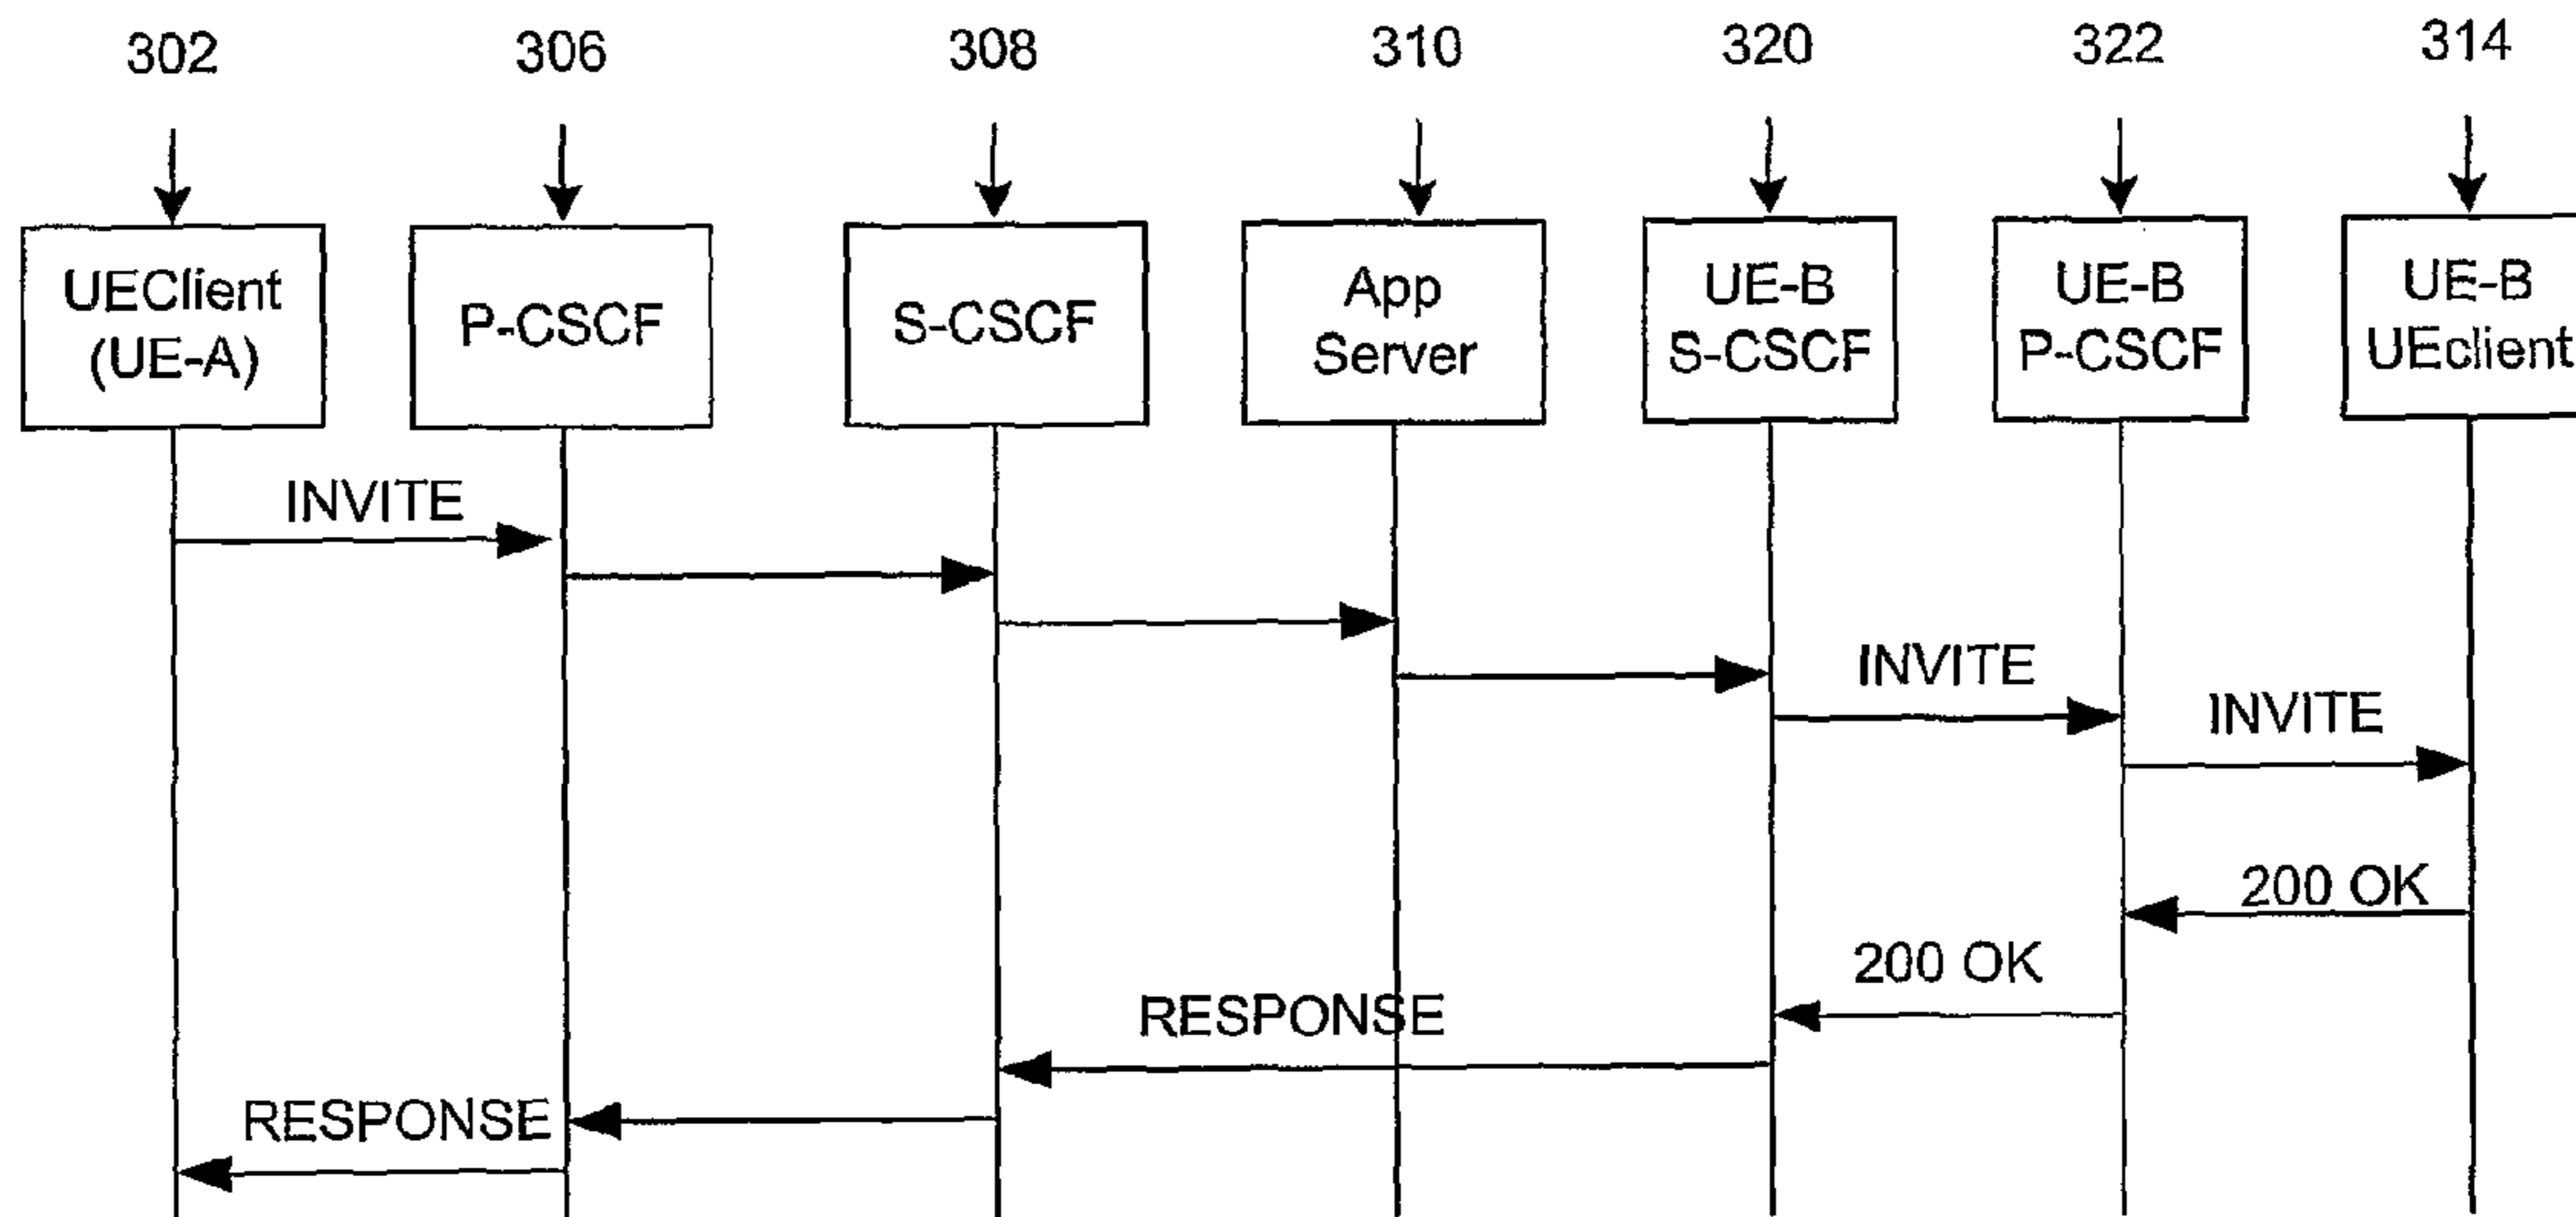 302 306 308 310 320 322 314
UEClient
(UE-A)
P-CSCF
S-CSCF
App
Server
UE-B
S-CSCF
UE-B
P-CSCF
UE-B
UEclient
INVITE
INVITE
INVITE
200 OK
200 OK
RESPONSE
RESPONSE